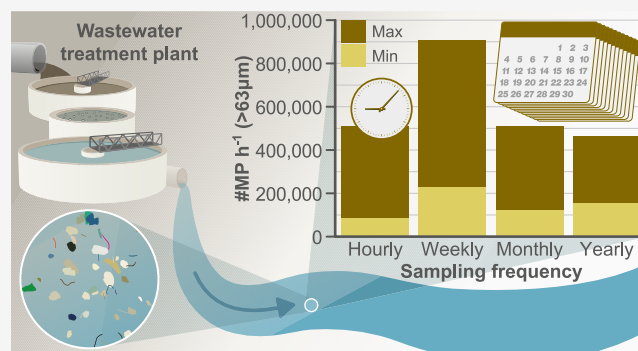 Wastewater
treatment plant
#MP h⁻¹ (>63µm)
1,000,000
800,000
600,000
400,000
200,000
0
Max
Min
1 2 3
4 5 6 7 8 9 10
11 12 13 14 15 16 17
18 19 20 21 22 23 24
25 26 27 28 29 30
Hourly Weekly Monthly Yearly
Sampling frequency